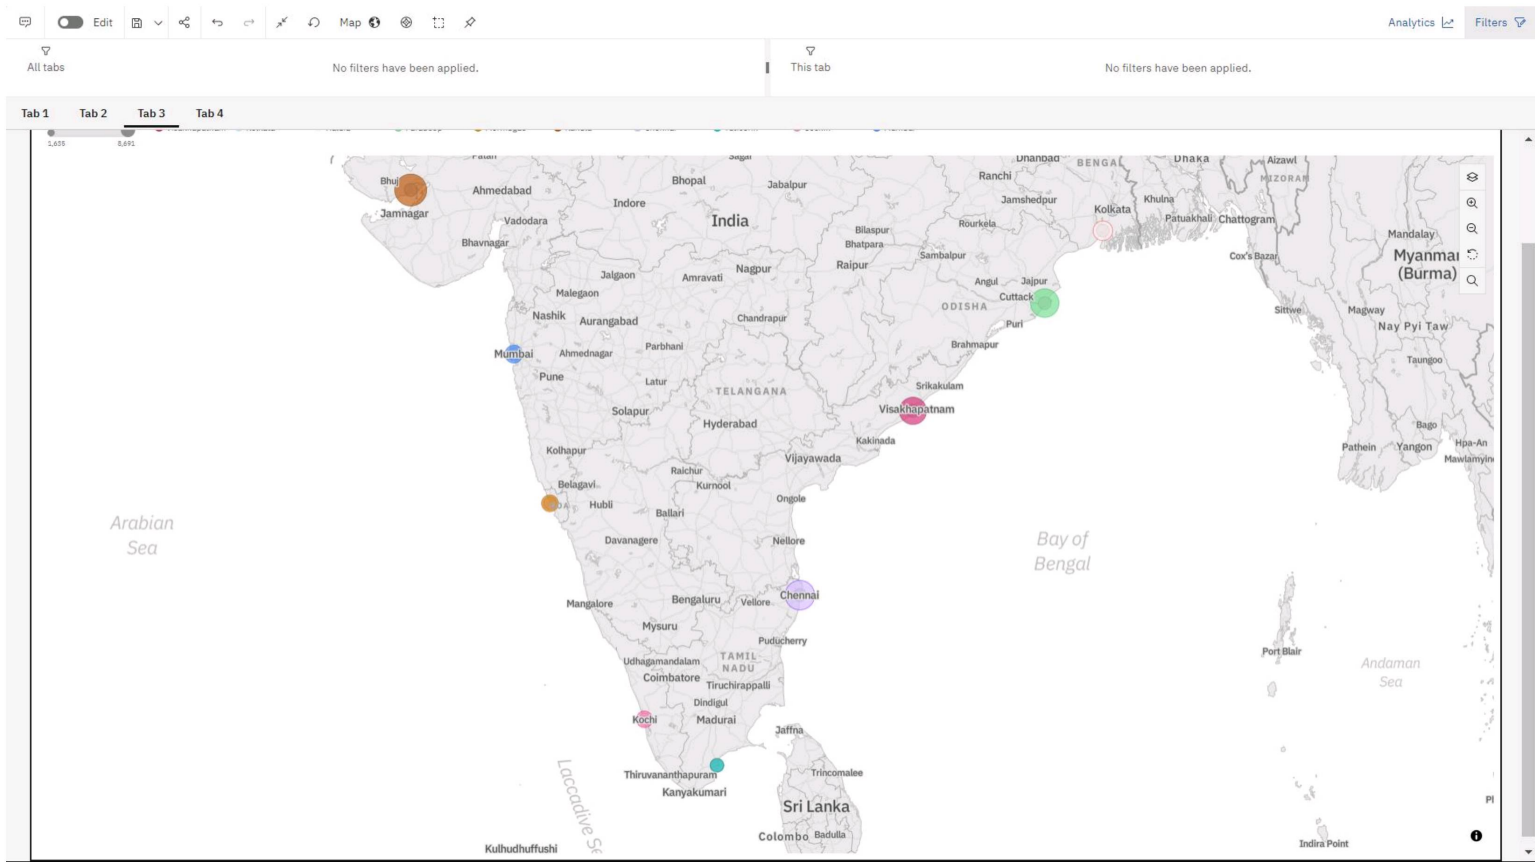 Edit
Map
Analytics
Filters
All tabs
No filters have been applied.
This tab
No filters have been applied.
Tab 1
Tab 2
Tab 3
Tab 4
Patan
Sagar
Dhanbad
BENGA
Dhaka
Aizawl
MIZORAM
Bhuj
Jamnagar
Ahmedabad
Bhopal
Jabalpur
Ranchi
Indore
Jamshedpur
Khulna
Kolkata
Vadodara
India
Rourkela
Patuakhali
Chattogram
Bhavnagar
Bilaspur
Bhatpara
Mandalay
Sambalpur
Cox's Bazar
Myanmar
(Burma)
Jalgaon
Amravati
Nagpur
Raipur
Angul
Jajpur
Malegaon
Cuttack
ODISHA
Sittwe
Magway
Nashik
Aurangabad
Chandrapur
Puri
Nay Pyi Taw
Mumbai
Ahmednagar
Parbhani
Brahmapur
Taungoo
Pune
Latur
TELANGANA
Srikakulam
Solapur
Hyderabad
Visakhapatnam
Kakinada
Bago
Kolhapur
Vijayawada
Pathein
Yangon
Hpa-An
Mawlamyin
Raichur
Belagavi
Kurnool
Hubli
Ballari
Ongole
Arabian
Sea
Davanagere
Nellore
Bay of
Bengal
Mangalore
Bengaluru
Vellore
Chennai
Mysuru
Puducherry
Udhagamandalam
TAMIL
NADU
Port Blair
Andaman
Sea
Coimbatore
Tiruchirappalli
Dindigul
Kochi
Madurai
Jaffna
Thiruvananthapuram
Trincomalee
Kanyakumari
Laccadive Se
Sri Lanka
Colombo
Badulla
Kulhudhuffushi
Indira Point